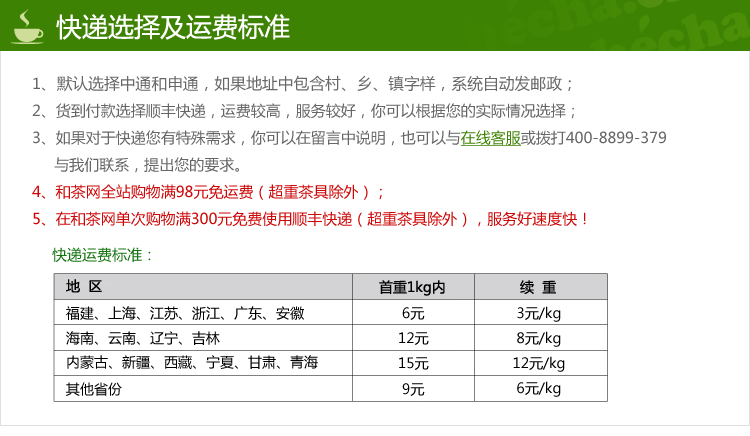 快递选择及运费标准
hécha
hécha
1、默认选择中通和申通，如果地址中包含村、乡、镇字样，系统自动发邮政；
2、货到付款选择顺丰快递，运费较高，服务较好，你可以根据您的实际情况选择；
3、如果对于快递您有特殊需求，你可以在留言中说明，也可以与在线客服或拨打400-8899-379
与我们联系，提出您的要求。
4、和茶网全站购物满98元免运费（超重茶具除外）；
5、在和茶网单次购物满300元免费使用顺丰快递（超重茶具除外），服务好速度快！
快递运费标准：
地 区 首重1kg内 续 重
福建、上海、江苏、浙江、广东、安徽 6元 3元/kg
海南、云南、辽宁、吉林 12元 8元/kg
内蒙古、新疆、西藏、宁夏、甘肃、青海 15元 12元/kg
其他省份 9元 6元/kg